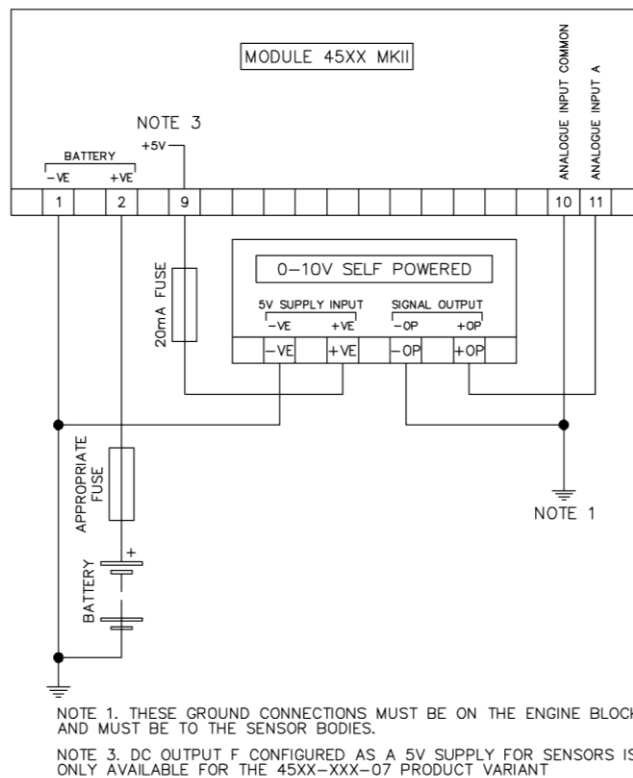 MODULE 45XX MKII
ANALOGUE INPUT COMMON
ANALOGUE INPUT A
NOTE 3
+5V
BATTERY
-VE +VE
1 2 9 10 11
20mA FUSE
0-10V SELF POWERED
5V SUPPLY INPUT SIGNAL OUTPUT
-VE +VE -OP +OP
-VE +VE -OP +OP
APPROPRIATE
FUSE
NOTE 1
+
BATTERY
NOTE 1. THESE GROUND CONNECTIONS MUST BE ON THE ENGINE BLOCK
AND MUST BE TO THE SENSOR BODIES.
NOTE 3. DC OUTPUT F CONFIGURED AS A 5V SUPPLY FOR SENSORS IS
ONLY AVAILABLE FOR THE 45XX-XXX-07 PRODUCT VARIANT